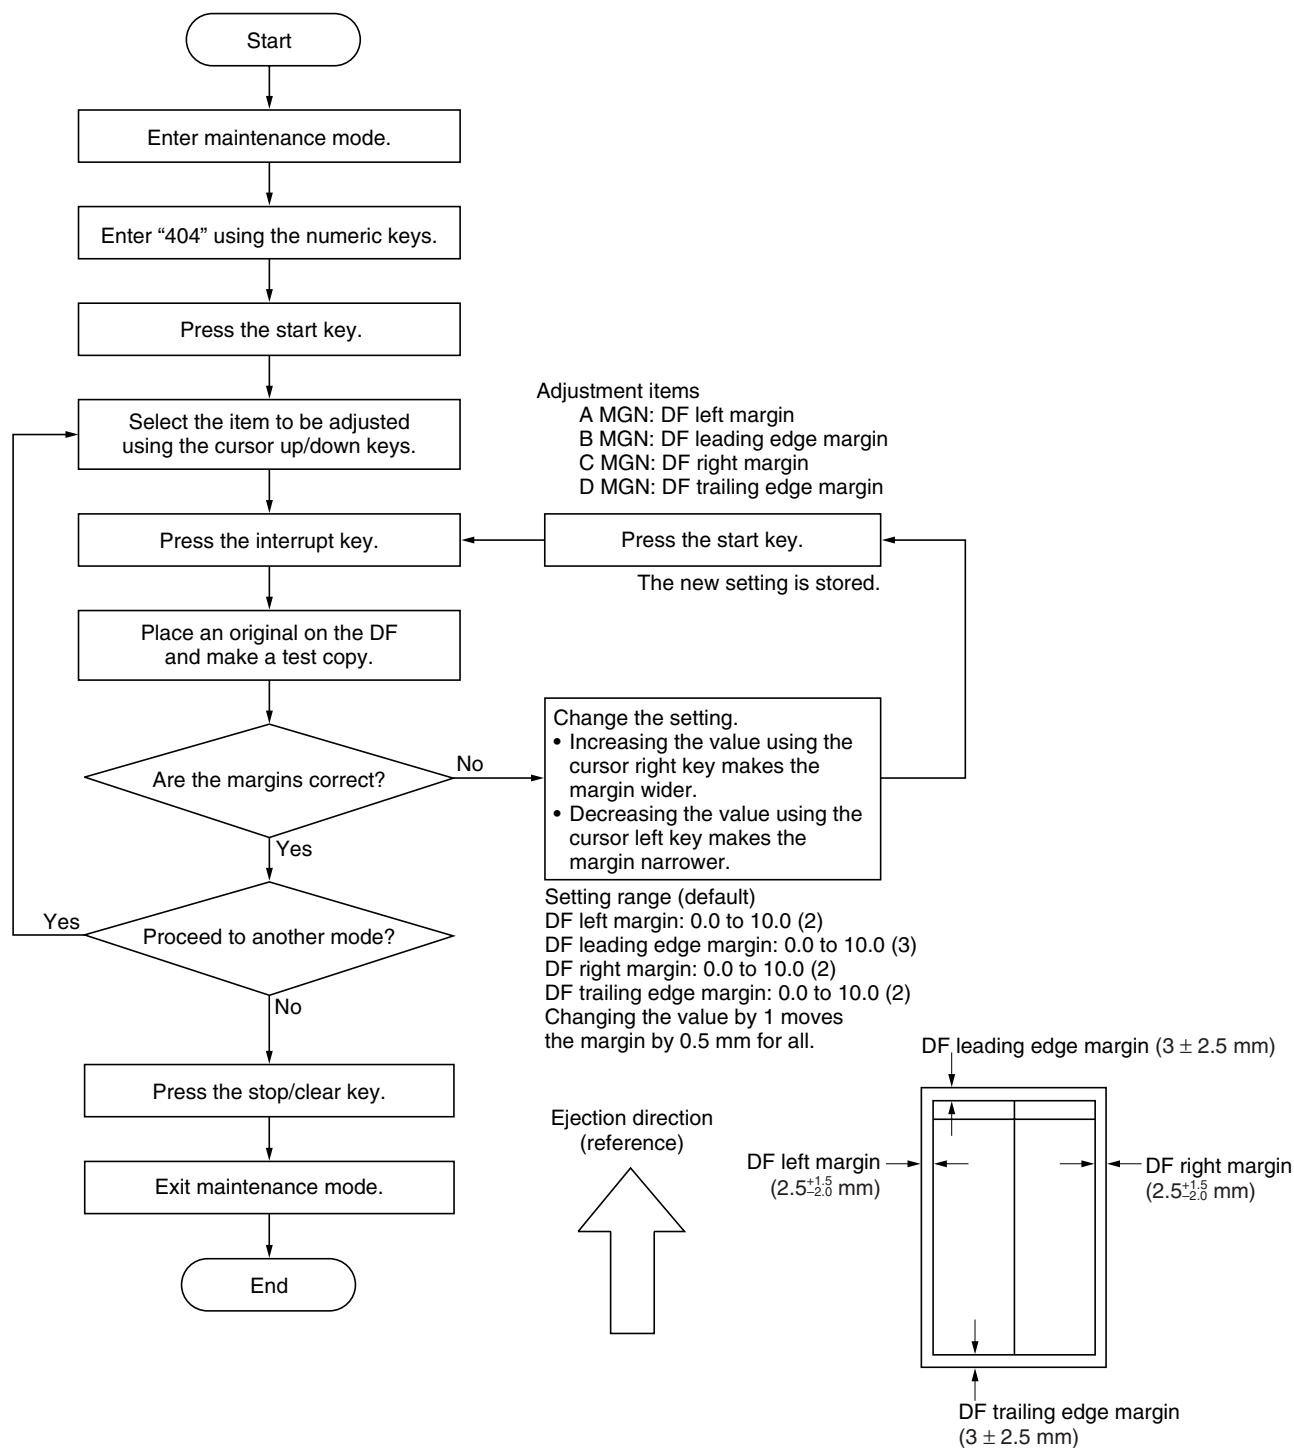 Start
Enter maintenance mode.
Enter “404” using the numeric keys.
Press the start key.
Select the item to be adjusted
using the cursor up/down keys.
Adjustment items
A MGN: DF left margin
B MGN: DF leading edge margin
C MGN: DF right margin
D MGN: DF trailing edge margin
Press the interrupt key.
Press the start key.
The new setting is stored.
Place an original on the DF
and make a test copy.
Are the margins correct?
No
Yes
Change the setting.
• Increasing the value using the
cursor right key makes the
margin wider.
• Decreasing the value using the
cursor left key makes the
margin narrower.
Setting range (default)
DF left margin: 0.0 to 10.0 (2)
DF leading edge margin: 0.0 to 10.0 (3)
DF right margin: 0.0 to 10.0 (2)
DF trailing edge margin: 0.0 to 10.0 (2)
Changing the value by 1 moves
the margin by 0.5 mm for all.
Yes
Proceed to another mode?
No
Press the stop/clear key.
Exit maintenance mode.
End
Ejection direction
(reference)
DF leading edge margin (3 ± 2.5 mm)
DF left margin
(2.5+1.5 –2.0 mm)
DF right margin
(2.5+1.5 –2.0 mm)
DF trailing edge margin
(3 ± 2.5 mm)